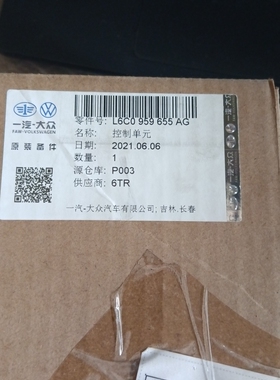 零件号: L6C0 959 655 AG
一汽-大众
FAW-VOLKSWAGEN
名称: 控制单元
原装备件
日期: 2021.06.06
数量: 1
源仓库: P003
供应商: 6TR
一汽-大众汽车有限公司; 吉林.长春